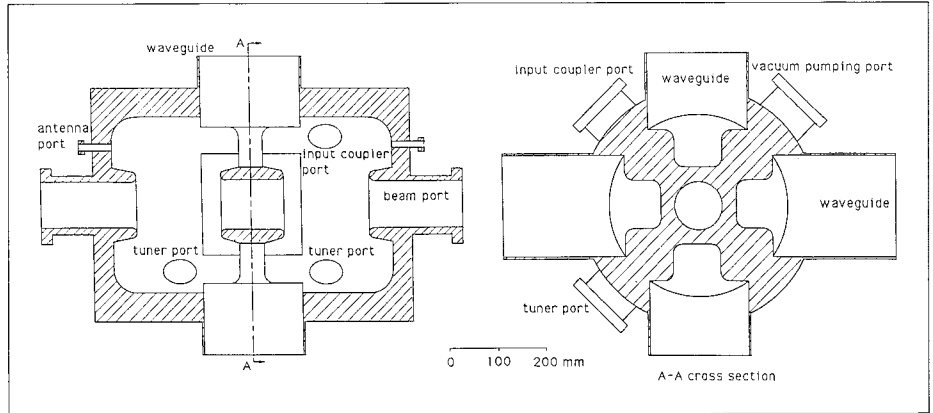 A
waveguide
antenna
port
input coupler
port
beam port
tuner port
tuner port
A
0 100 200 mm
input coupler port
vacuum pumping port
waveguide
waveguide
tuner port
A-A cross section